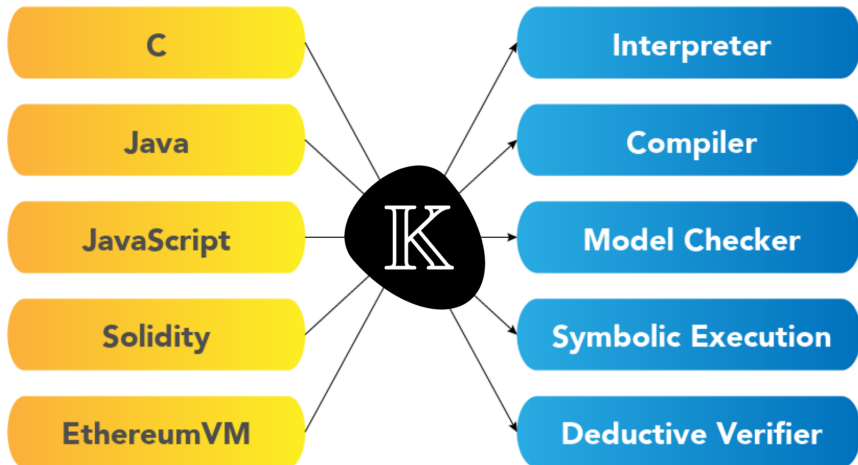 C
Java
JavaScript
Solidity
EthereumVM
𝕂
Interpreter
Compiler
Model Checker
Symbolic Execution
Deductive Verifier